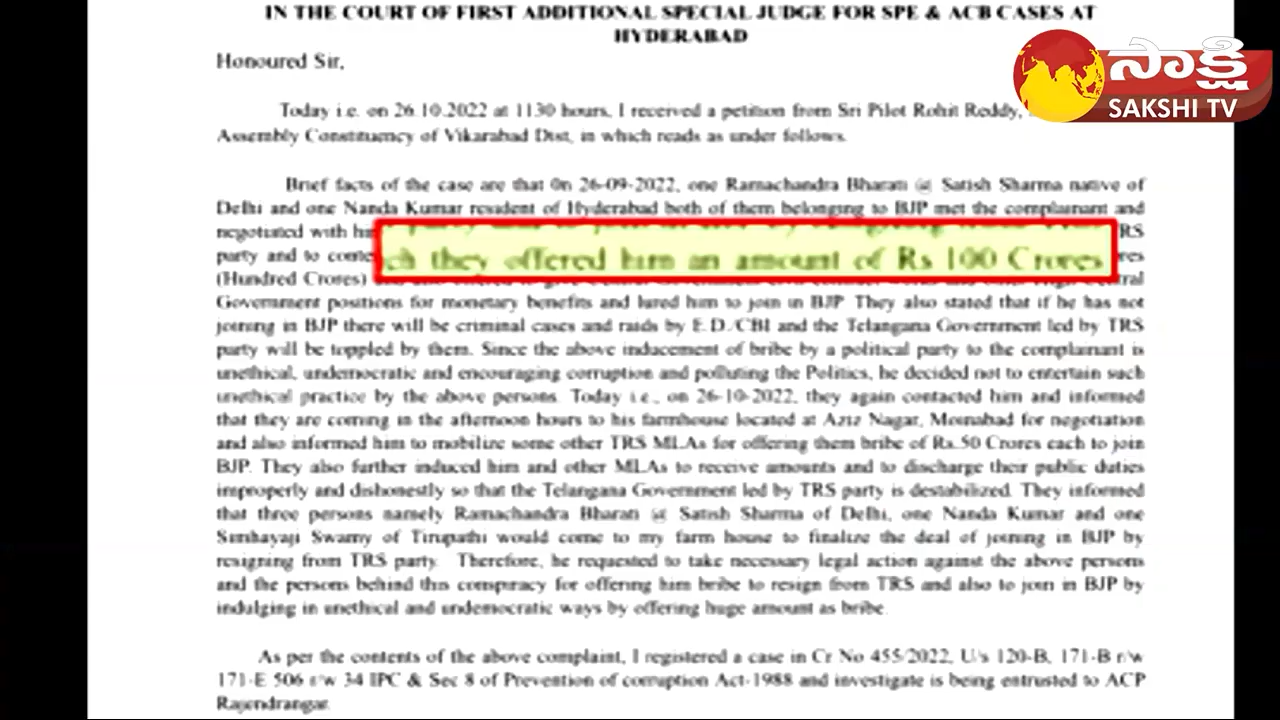 IN THE COURT OF FIRST ADDITIONAL SPECIAL JUDGE FOR SPE & ACB CASES AT
HYDERABAD
సాక్షి
SAKSHI TV
Honoured Sir,
Today i.e. on 26.10.2022 at 1130 hours, I received a petition from Sri Pilot Rohit Reddy,
Assembly Constituency of Vikarabad Dist, in which reads as under follows.
Brief facts of the case are that 0n 26-09-2022, one Ramachandra Bharati @ Satish Sharma native of
Delhi and one Nanda Kumar resident of Hyderabad both of them belonging to BJP met the complainant and
negotiated with
party and to
ch they offered him an amount of Rs 100 Crores
(Hundred Crores)
Government positions for monetary benefits and lured him to join in BJP. They also stated that if he has not
joining in BJP there will be criminal cases and raids by E.D./CBI and the Telangana Government led by TRS
party will be toppled by them. Since the above inducement of bribe by a political party to the complainant is
unethical, undemocratic and encouraging corruption and polluting the Politics, he decided not to entertain such
unethical practice by the above persons. Today i.e., on 26-10-2022, they again contacted him and informed
that they are coming in the afternoon hours to his farmhouse located at Aziz Nagar, Moinabad for negotiation
and also informed him to mobilize some other TRS MLAs for offering them bribe of Rs.50 Crores each to join
BJP. They also further induced him and other MLAs to receive amounts and to discharge their public duties
improperly and dishonestly so that the Telangana Government led by TRS party is destabilized. They informed
that three persons namely Ramachandra Bharati @ Satish Sharma of Delhi, one Nanda Kumar and one
Simhayaji Swamy of Tirupathi would come to my farm house to finalize the deal of joining in BJP by
resigning from TRS party. Therefore, he requested to take necessary legal action against the above persons
and the persons behind this conspiracy for offering him bribe to resign from TRS and also to join in BJP by
indulging in unethical and undemocratic ways by offering huge amount as bribe.
As per the contents of the above complaint, I registered a case in Cr No 455/2022, U/s 120-B, 171-B r/w
171-E 506 r/w 34 IPC & Sec 8 of Prevention of corruption Act-1988 and investigate is being entrusted to ACP
Rajendrangar